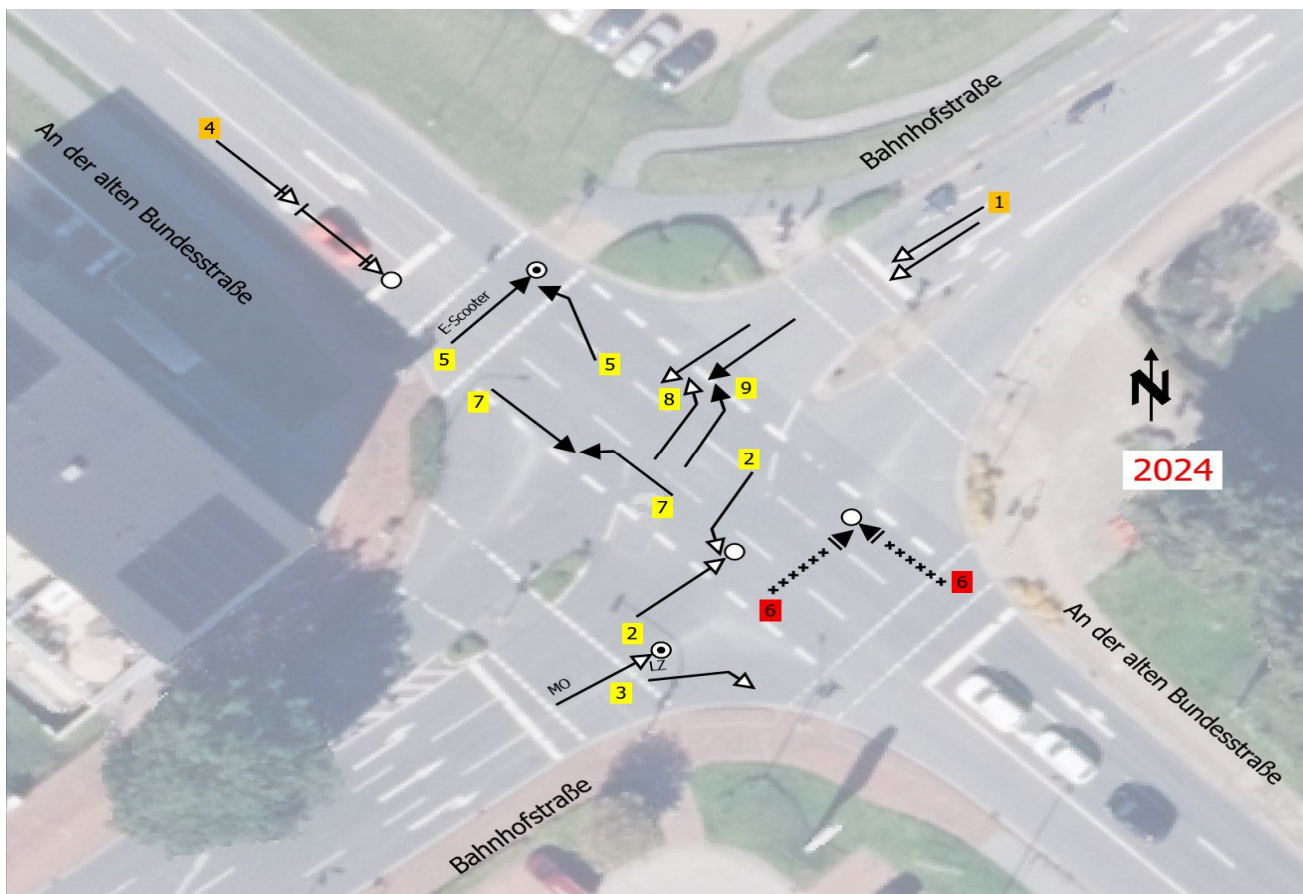 An der alten Bundesstraße
4
Bahnhofstraße
1
E-Scooter
5
5
7
8
9
N
2024
2
7
6
6
2
MO
LZ
3
An der alten Bundesstraße
Bahnhofstraße